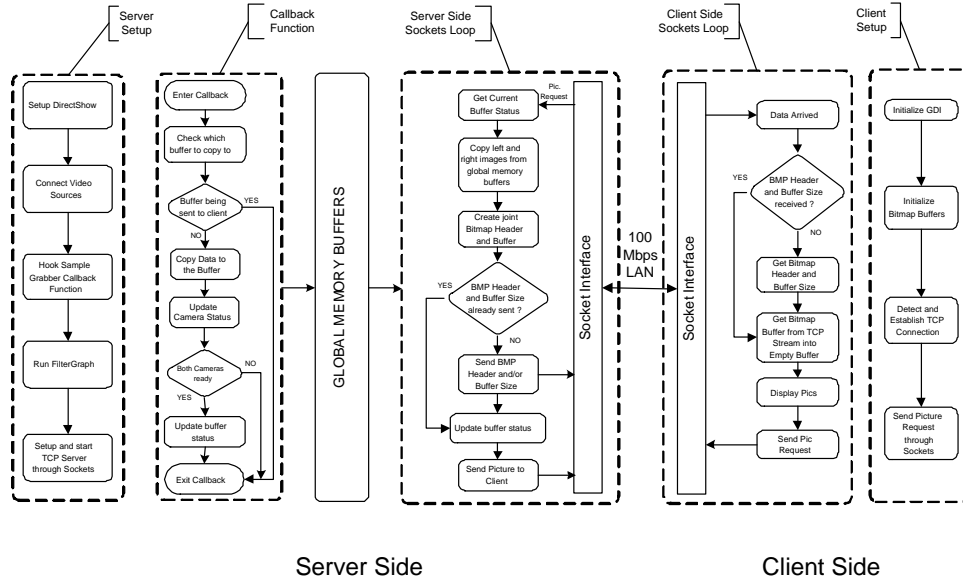 Server
Setup
Callback
Function
Server Side
Sockets Loop
Client Side
Sockets Loop
Client
Setup
Setup DirectShow
Connect Video
Sources
Hook Sample
Grabber Callback
Function
Run FilterGraph
Setup and start
TCP Server
through Sockets
Enter Callback
Check which
buffer to copy to
Buffer being
sent to client
YES
NO
Copy Data to
the Buffer
Update
Camera Status
Both Cameras
ready
NO
YES
Update buffer
status
Exit Callback
GLOBAL MEMORY BUFFERS
Pic.
Request
Get Current
Buffer Status
Copy left and
right images from
global memory
buffers
Create joint
Bitmap Header
and Buffer
YES
BMP Header
and Buffer Size
already sent ?
NO
Send BMP
Header and/or
Buffer Size
Update buffer status
Send Picture to
Client
Socket Interface
100
Mbps
LAN
Socket Interface
Data Arrived
YES
BMP Header
and Buffer Size
received ?
NO
Get Bitmap
Header and
Buffer Size
Get Bitmap
Buffer from TCP
Stream into
Empty Buffer
Display Pics
Send Pic
Request
Initialize GDI
Initialize
Bitmap Buffers
Detect and
Establish TCP
Connection
Send Picture
Request
through
Sockets
Server Side
Client Side